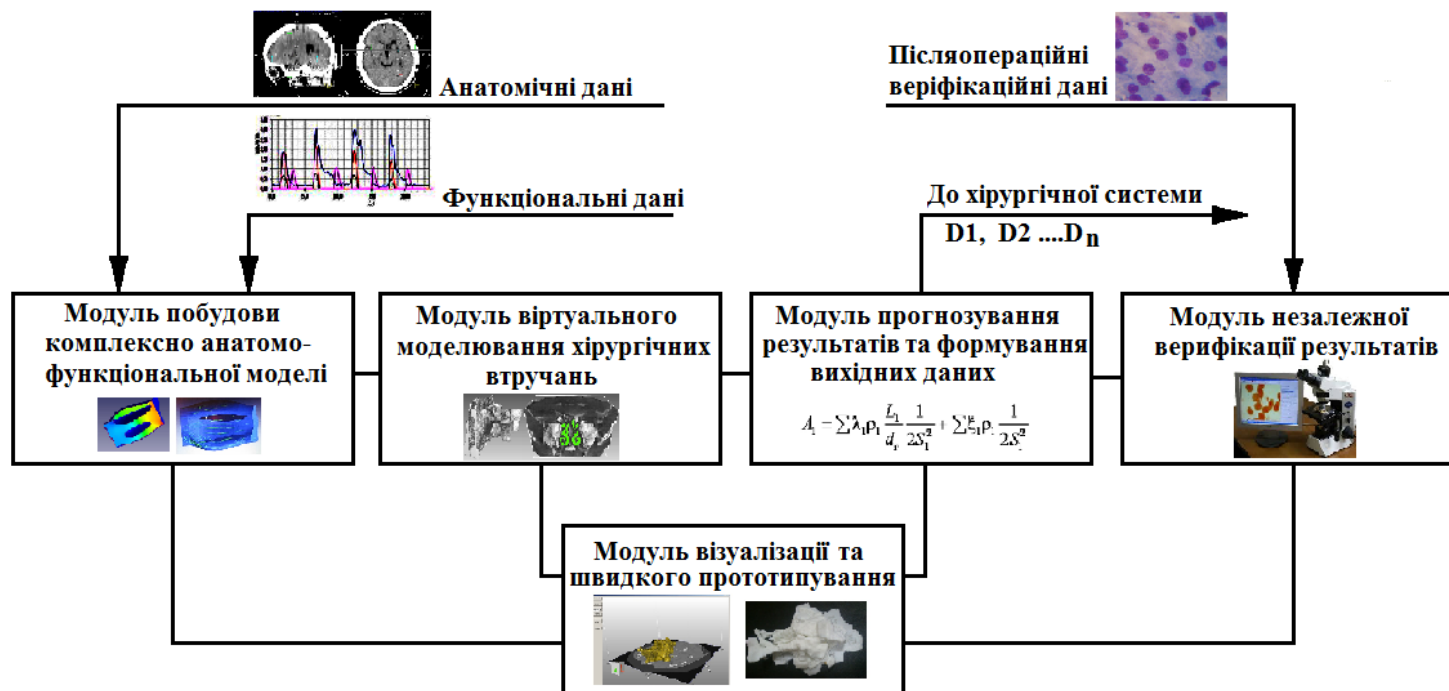 Анатомічні дані
Функціональні дані
Післяопераційні
веріфікаційні дані
До хірургічної системи
D1, D2 ....Dn
Модуль побудови
комплексно анатомо-
функціональної моделі
Модуль віртуального
моделювання хірургічних
втручань
Модуль прогнозування
результатів та формування
вихідних даних
Модуль незалежної
верифікації результатів
Модуль візуалізації та
швидкого прототипування